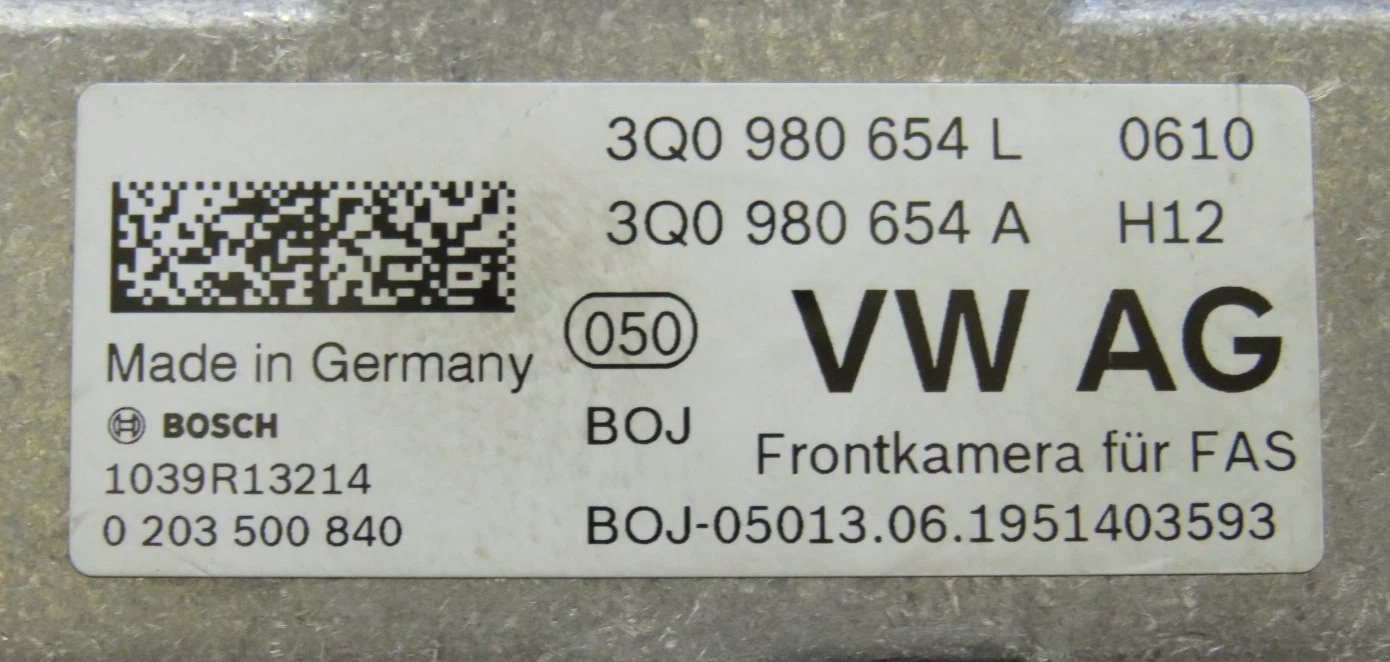 3Q0 980 654 L 0610
3Q0 980 654 A H12
050
VW AG
Made in Germany
BOSCH
BOJ
Frontkamera für FAS
1039R13214
0 203 500 840
BOJ-05013.06.1951403593